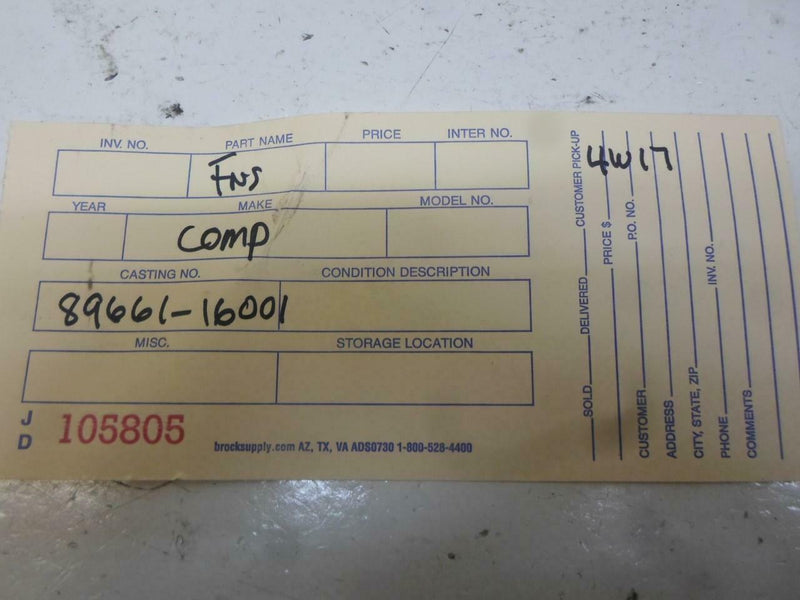 INV. NO. PART NAME PRICE INTER NO.
FNS
YEAR MAKE MODEL NO.
COMP
CASTING NO. CONDITION DESCRIPTION
89661-16001
MISC. STORAGE LOCATION
J D 105805
brocksupply.com AZ, TX, VA ADS0730 1-800-528-4400
4W17
SOLD DELIVERED CUSTOMER PICK-UP
PRICE $
CUSTOMER P.O. NO.
ADDRESS
CITY, STATE, ZIP
PHONE INV. NO.
COMMENTS